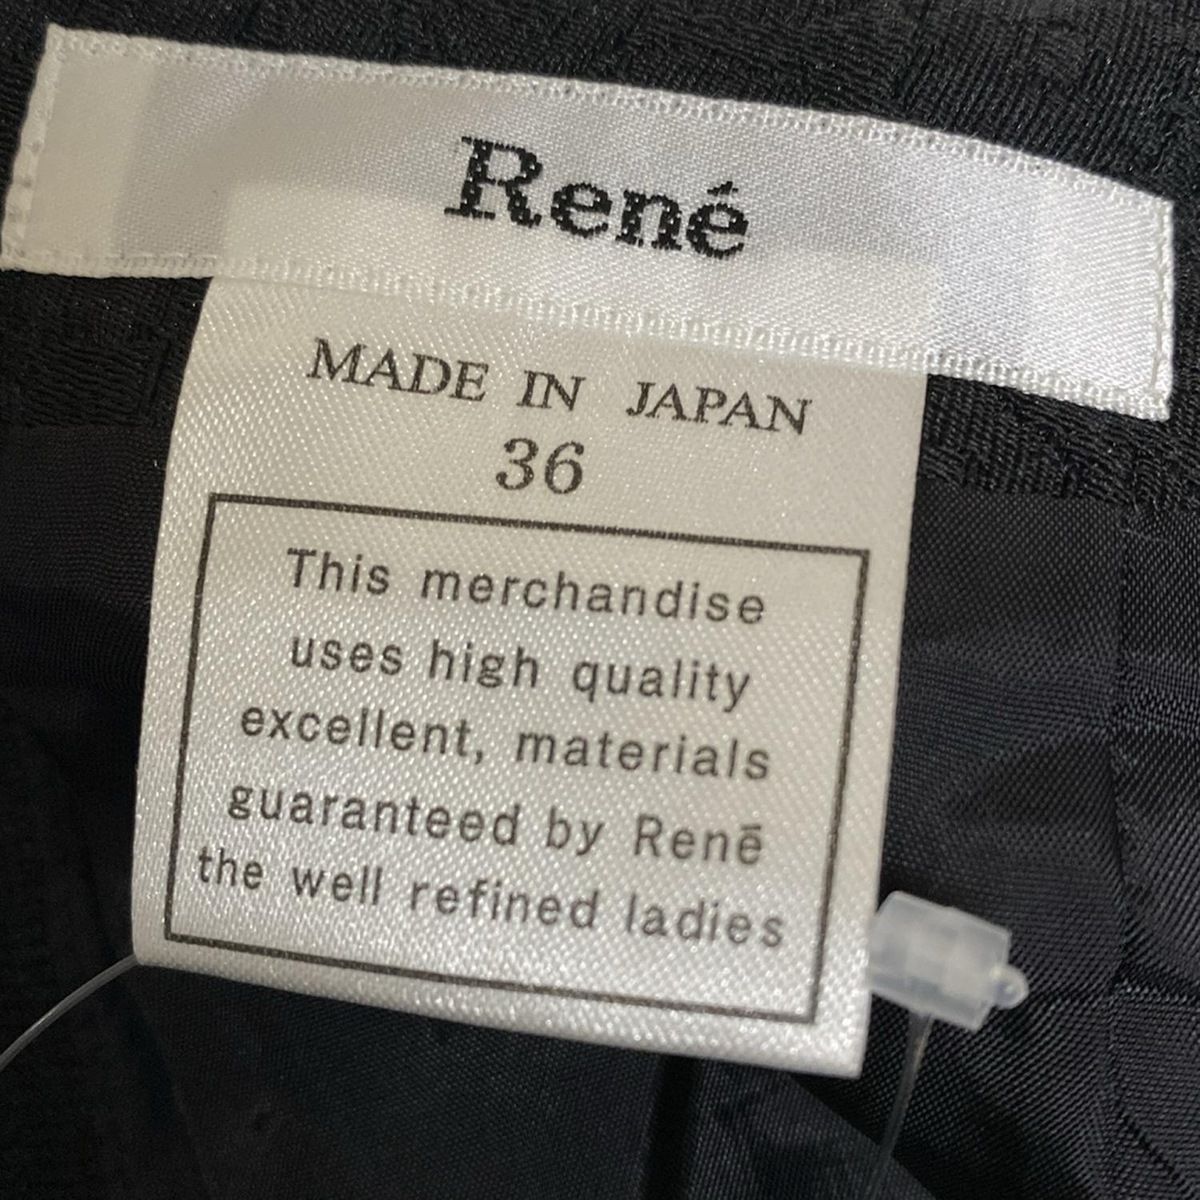 René
MADE IN JAPAN
36
This merchandise
uses high quality
excellent, materials
guaranteed by Renē
the well refined ladies